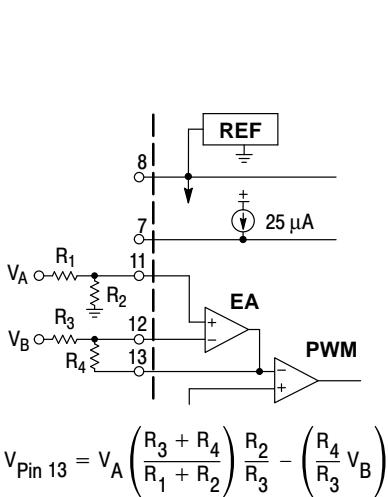 REF
8
7
25 μA
R1
11
VA
R2
EA
R3
12
VB
R4
13
PWM
+
−
−
+
V Pin 13 = VA ( (R3 + R4) / (R1 + R2) ) R2 / R3 − ( R4 / R3 VB )